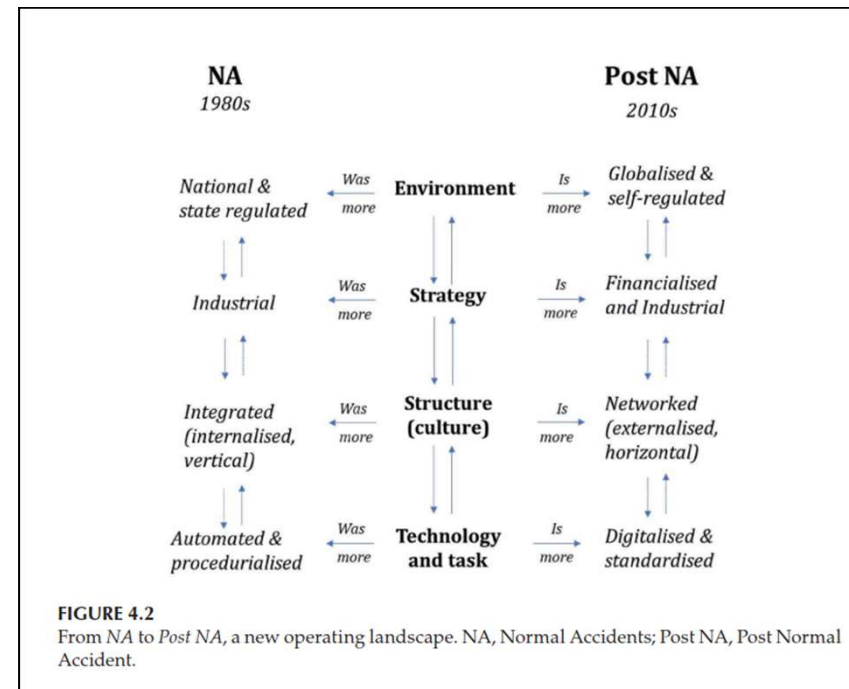 NA
1980s
Post NA
2010s
National &
state regulated
Was
more
Environment
Is
more
Globalised &
self-regulated
Industrial
Was
more
Strategy
Is
more
Financialised
and Industrial
Integrated
(internalised,
vertical)
Was
more
Structure
(culture)
Is
more
Networked
(externalised,
horizontal)
Automated &
procedurialised
Was
more
Technology
and task
Is
more
Digitalised &
standardised
FIGURE 4.2
From NA to Post NA, a new operating landscape. NA, Normal Accidents; Post NA, Post Normal
Accident.